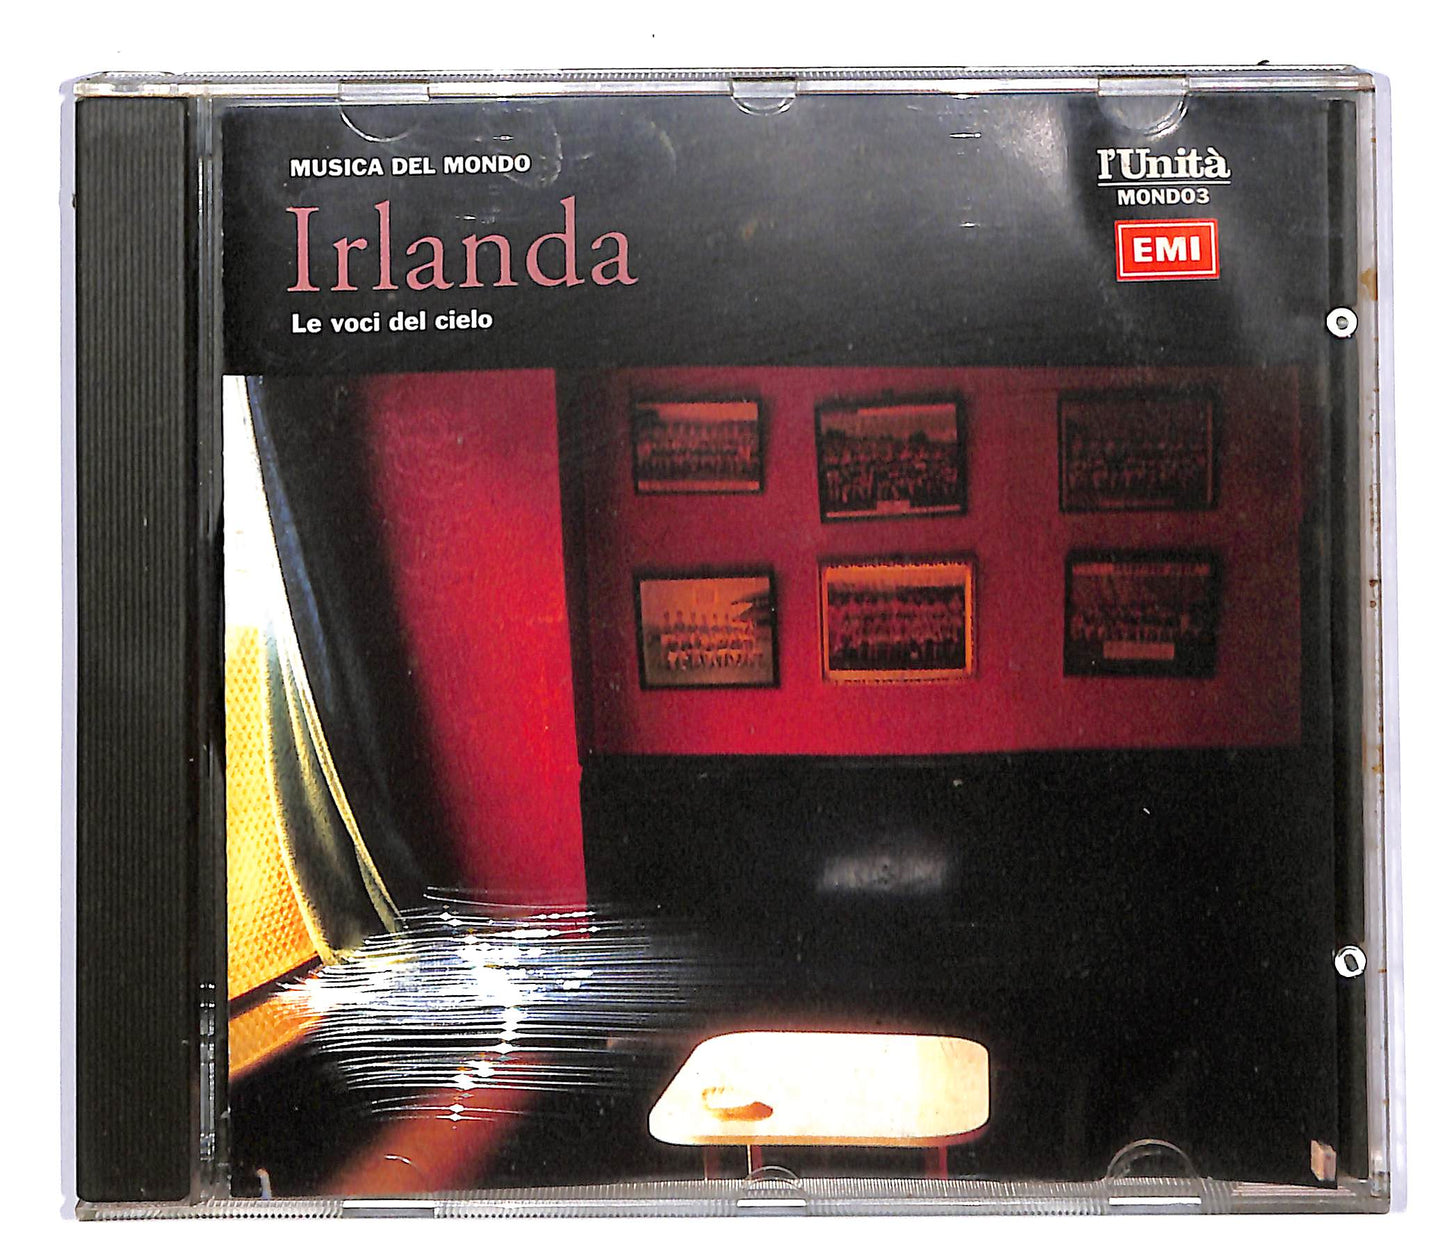 MUSICA DEL MONDO
Irlanda
Le voci del cielo
l'Unità
MONDO3
EMI